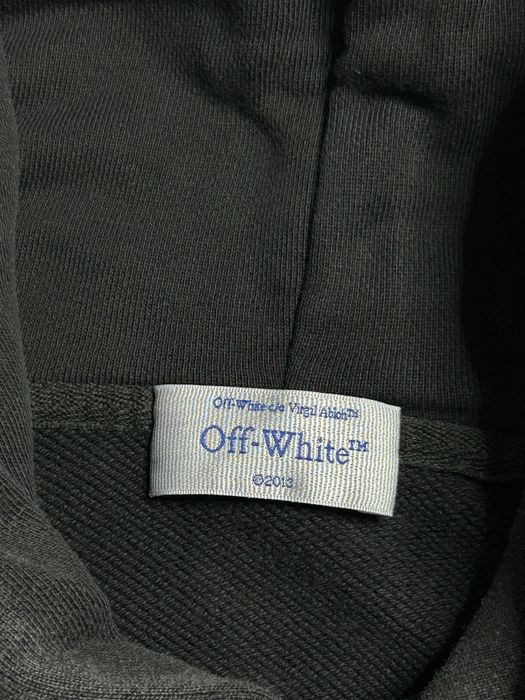 Off-White c/o Virgil Abloh™
Off-White™
©2013